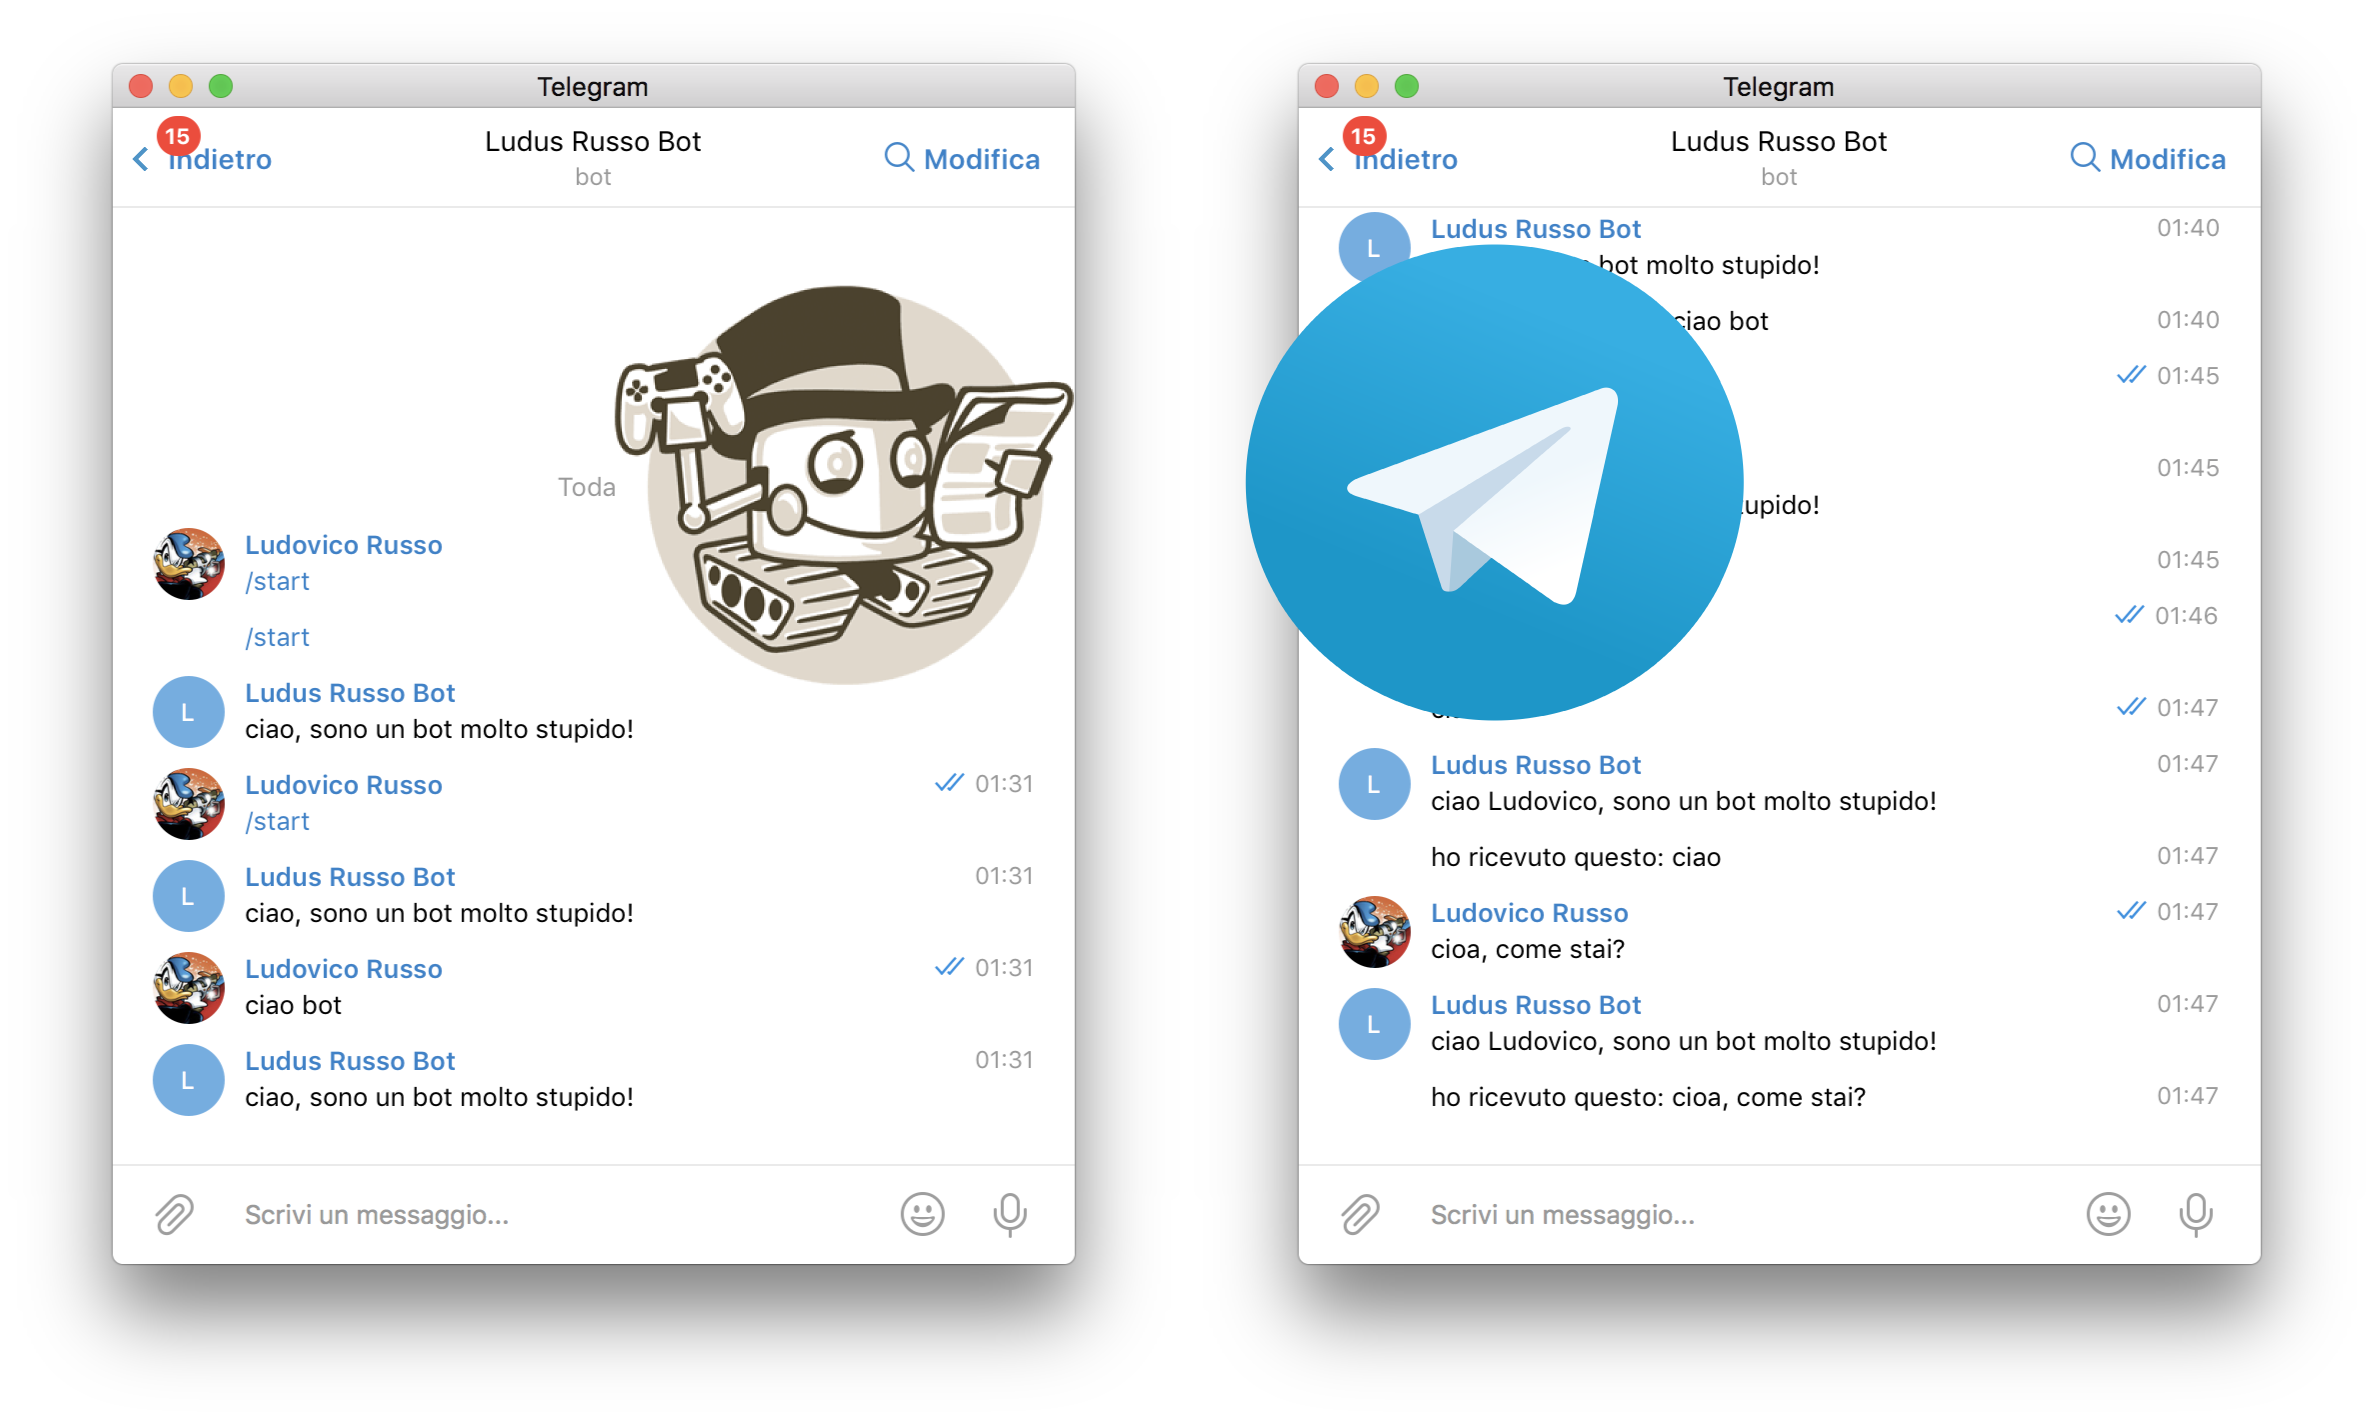 Telegram
15
Indietro
Ludus Russo Bot
bot
Modifica
Toda
Ludovico Russo
/start
/start
Ludus Russo Bot
L
ciao, sono un bot molto stupido!
Ludovico Russo
01:31
/start
Ludus Russo Bot
01:31
L
ciao, sono un bot molto stupido!
Ludovico Russo
01:31
ciao bot
Ludus Russo Bot
01:31
L
ciao, sono un bot molto stupido!
Scrivi un messaggio...
Telegram
15
Indietro
Ludus Russo Bot
bot
Modifica
Ludus Russo Bot
01:40
L
bot molto stupido!
ciao bot
01:40
01:45
01:45
01:45
01:46
01:47
Ludus Russo Bot
01:47
L
ciao Ludovico, sono un bot molto stupido!
ho ricevuto questo: ciao
01:47
Ludovico Russo
01:47
cioa, come stai?
Ludus Russo Bot
01:47
L
ciao Ludovico, sono un bot molto stupido!
ho ricevuto questo: cioa, come stai?
01:47
Scrivi un messaggio...